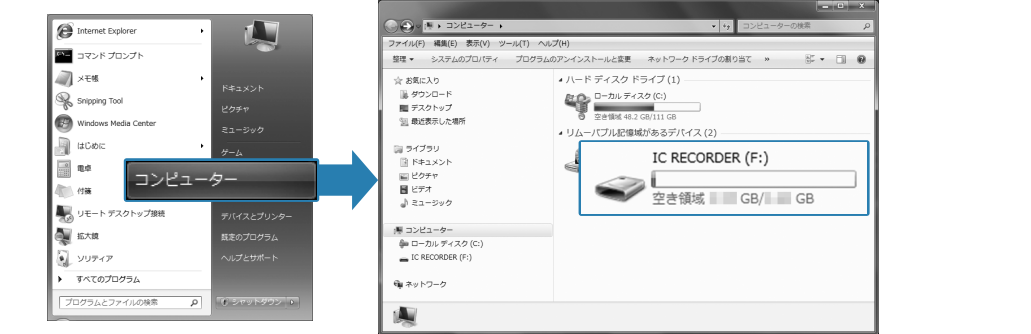 Internet Explorer
コマンド プロンプト
メモ帳
Snipping Tool
Windows Media Center
はじめに
電卓
付箋
リモート デスクトップ接続
拡大鏡
ソリティア
すべてのプログラム
プログラムとファイルの検索
ドキュメント
ピクチャ
ミュージック
ゲーム
コンピューター
デバイスとプリンター
既定のプログラム
ヘルプとサポート
シャットダウン
コンピューター
コンピューターの検索
ファイル(F) 編集(E) 表示(V) ツール(T) ヘルプ(H)
整理 システムのプロパティ プログラムのアンインストールと変更 ネットワーク ドライブの割り当て »
お気に入り
ダウンロード
デスクトップ
最近表示した場所
ライブラリ
ドキュメント
ピクチャ
ビデオ
ミュージック
コンピューター
ローカル ディスク (C:)
IC RECORDER (F:)
ネットワーク
ハード ディスク ドライブ (1)
ローカル ディスク (C:)
空き領域 48.2 GB/111 GB
リムーバブル記憶域があるデバイス (2)
IC RECORDER (F:)
空き領域 GB/ GB